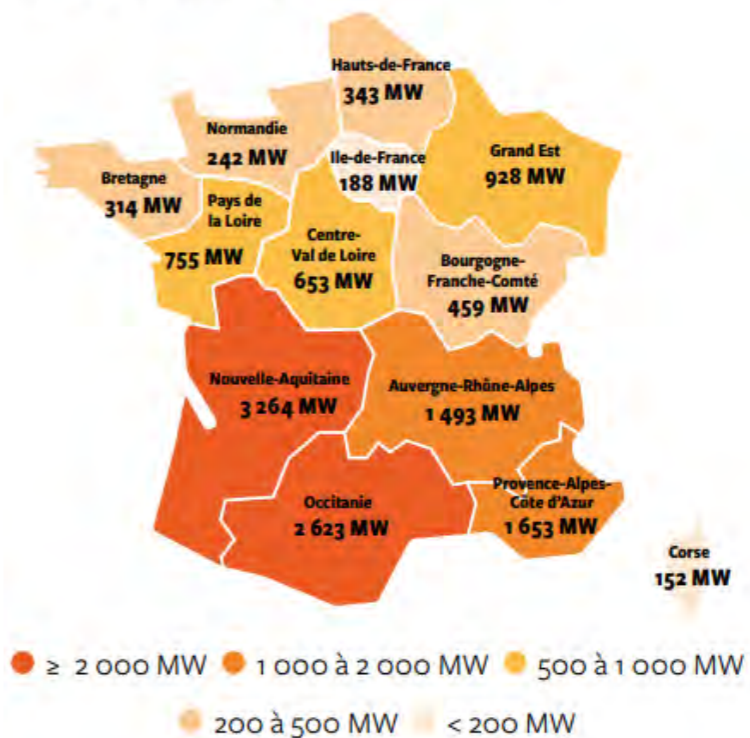 Hauts-de-France
343 MW
Normandie
242 MW
Ile-de-France
188 MW
Grand Est
928 MW
Bretagne
314 MW
Pays de
la Loire
755 MW
Centre-
Val de Loire
653 MW
Bourgogne-
Franche-Comté
459 MW
Nouvelle-Aquitaine
3 264 MW
Auvergne-Rhône-Alpes
1 493 MW
Occitanie
2 623 MW
Provence-Alpes-
Côte d'Azur
1 653 MW
Corse
152 MW
≥ 2 000 MW
1 000 à 2 000 MW
500 à 1 000 MW
200 à 500 MW
< 200 MW